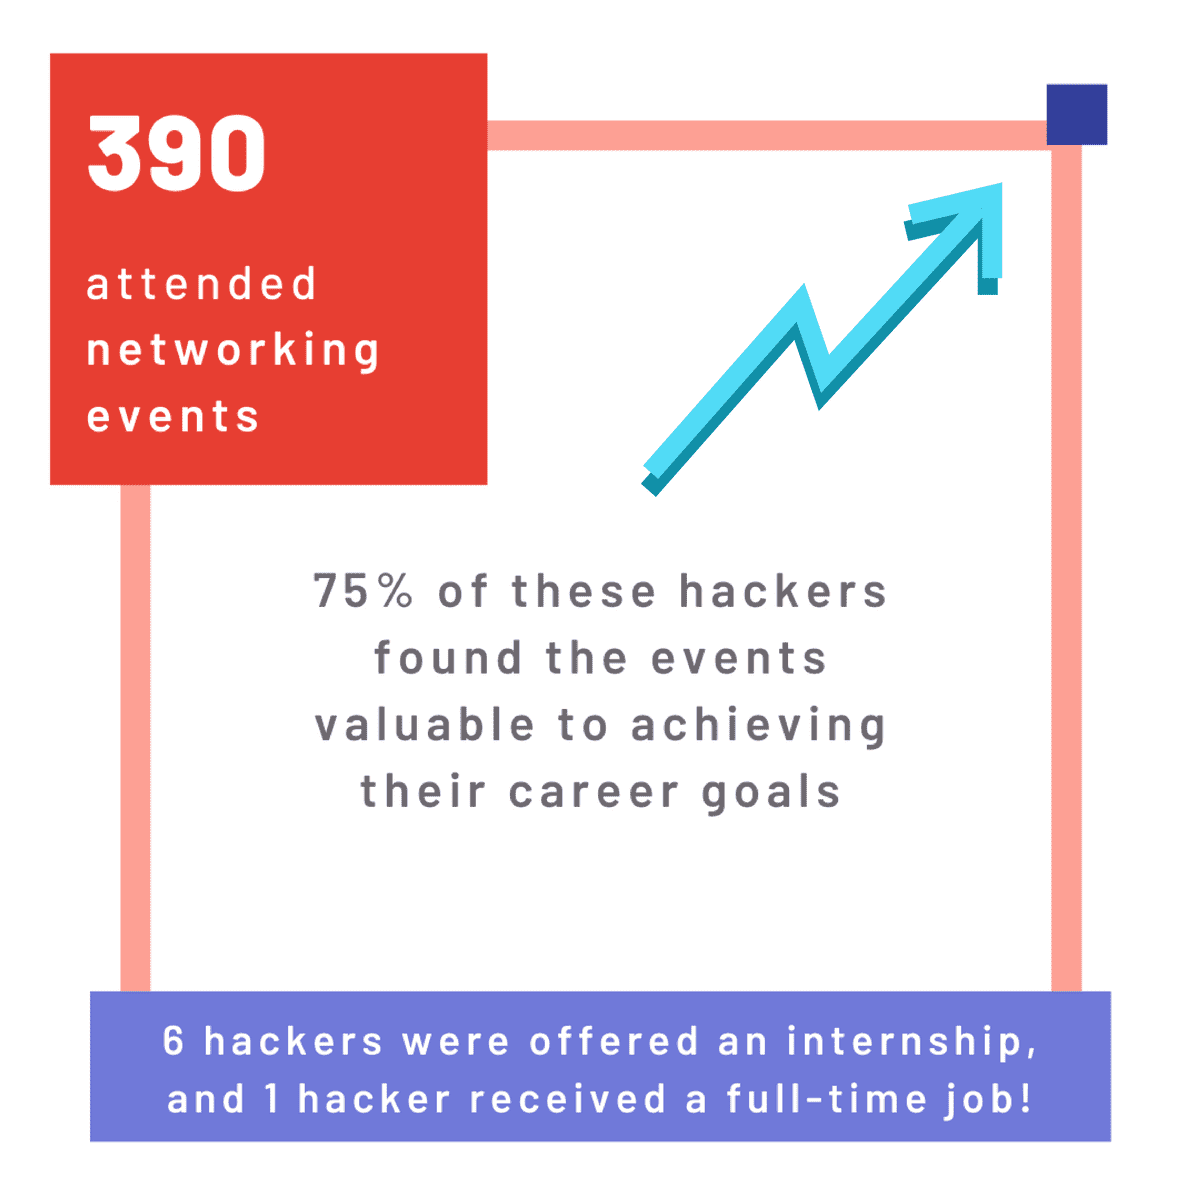 390
attended
networking
events
75% of these hackers
found the events
valuable to achieving
their career goals
6 hackers were offered an internship,
and 1 hacker received a full-time job!